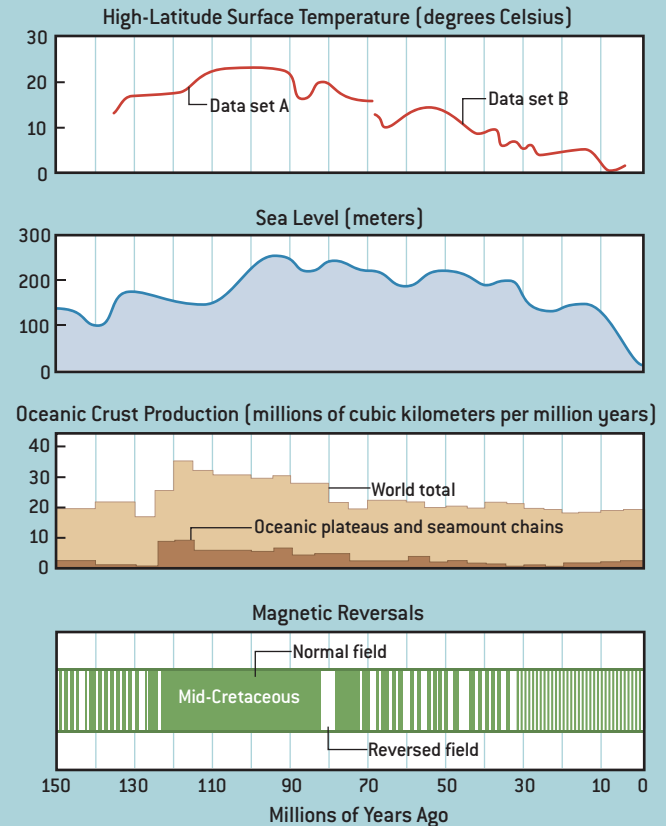 High-Latitude Surface Temperature (degrees Celsius)
30
20
10
0
Data set A
Data set B
Sea Level (meters)
300
200
100
0
Oceanic Crust Production (millions of cubic kilometers per million years)
40
30
20
10
0
World total
Oceanic plateaus and seamount chains
Magnetic Reversals
Normal field
Mid-Cretaceous
Reversed field
150 130 110 90 70 50 30 10 0
Millions of Years Ago